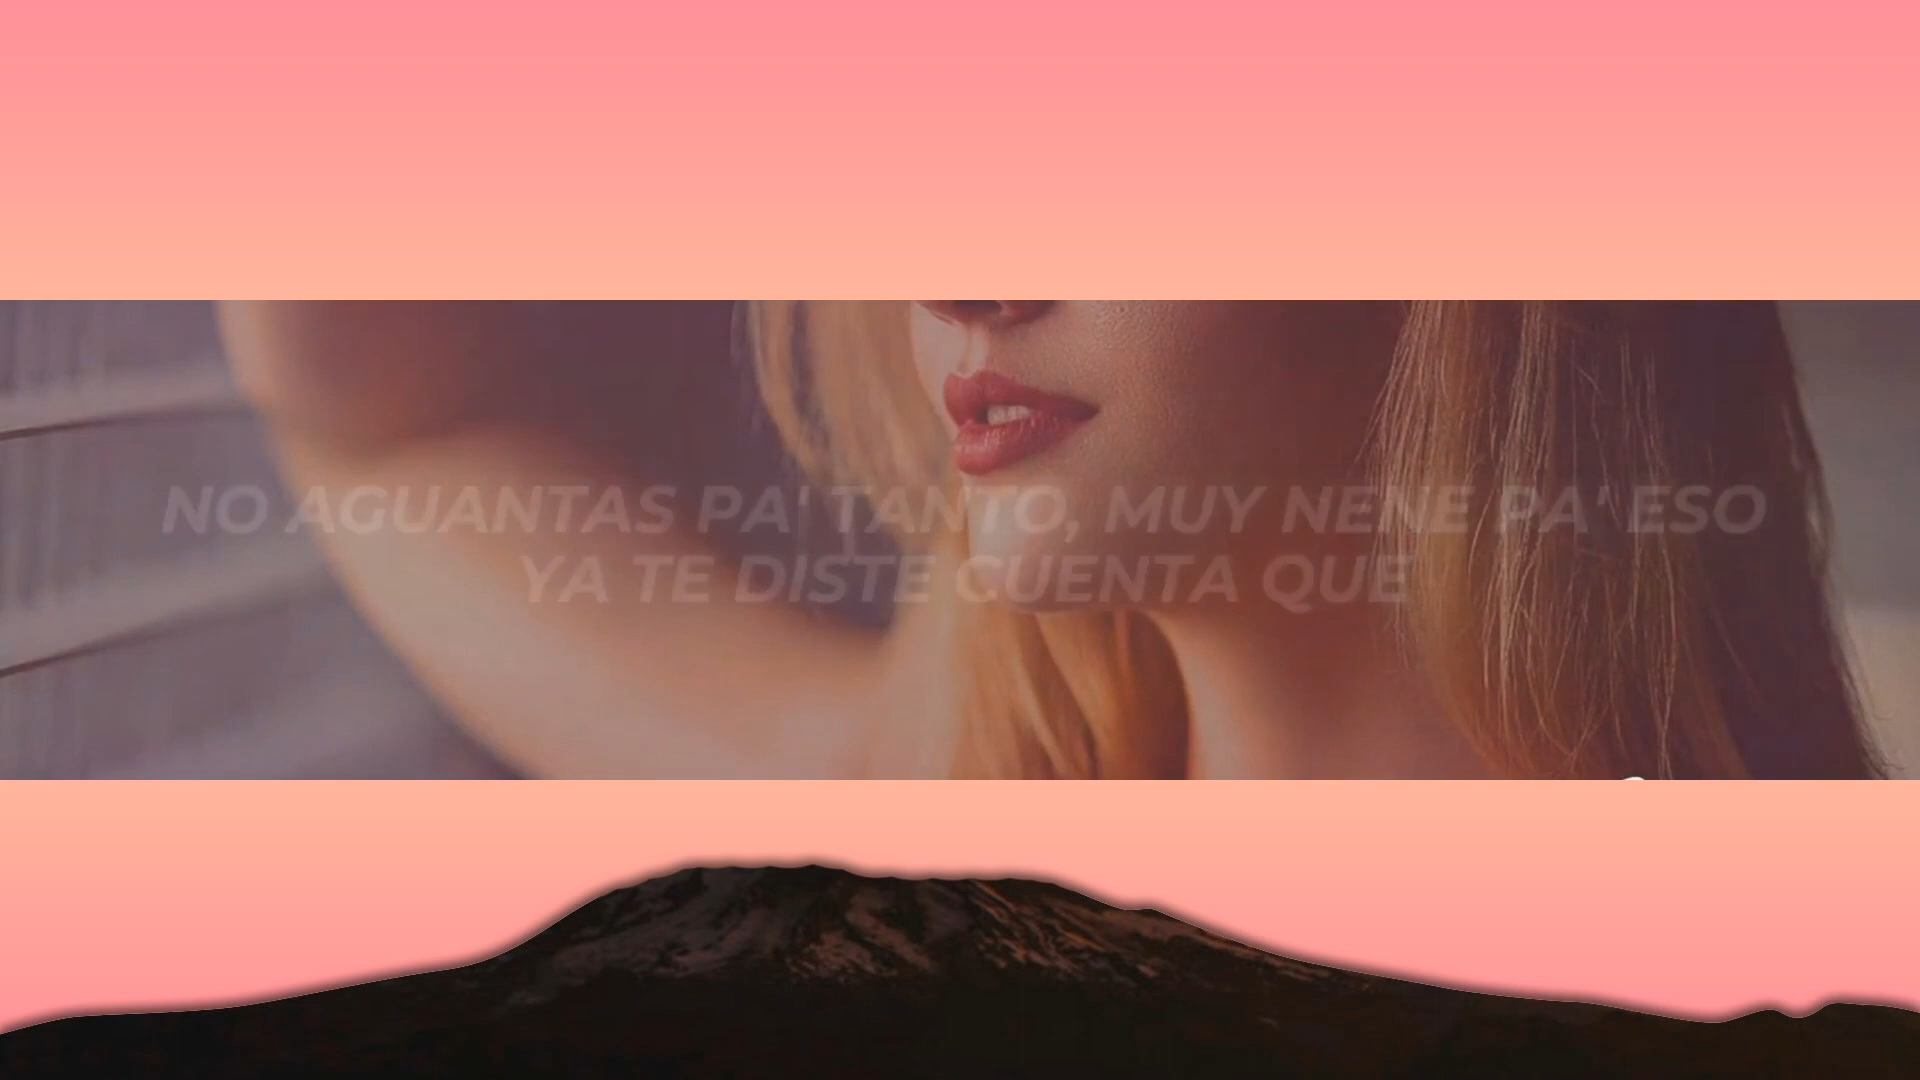 NO AGUANTAS PA' TANTO, MUY NENE PA' ESO
YA TE DISTE CUENTA QUE